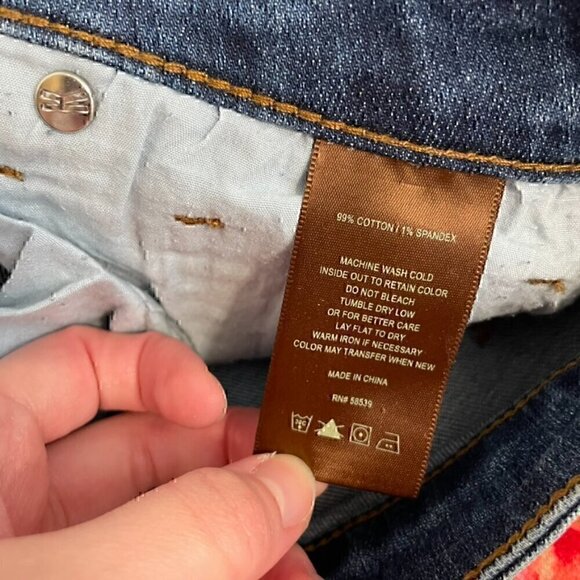 99% COTTON / 1% SPANDEX
MACHINE WASH COLD
INSIDE OUT TO RETAIN COLOR
DO NOT BLEACH
TUMBLE DRY LOW
OR FOR BETTER CARE
LAY FLAT TO DRY
WARM IRON IF NECESSARY
COLOR MAY TRANSFER WHEN NEW
MADE IN CHINA
RN# 58539